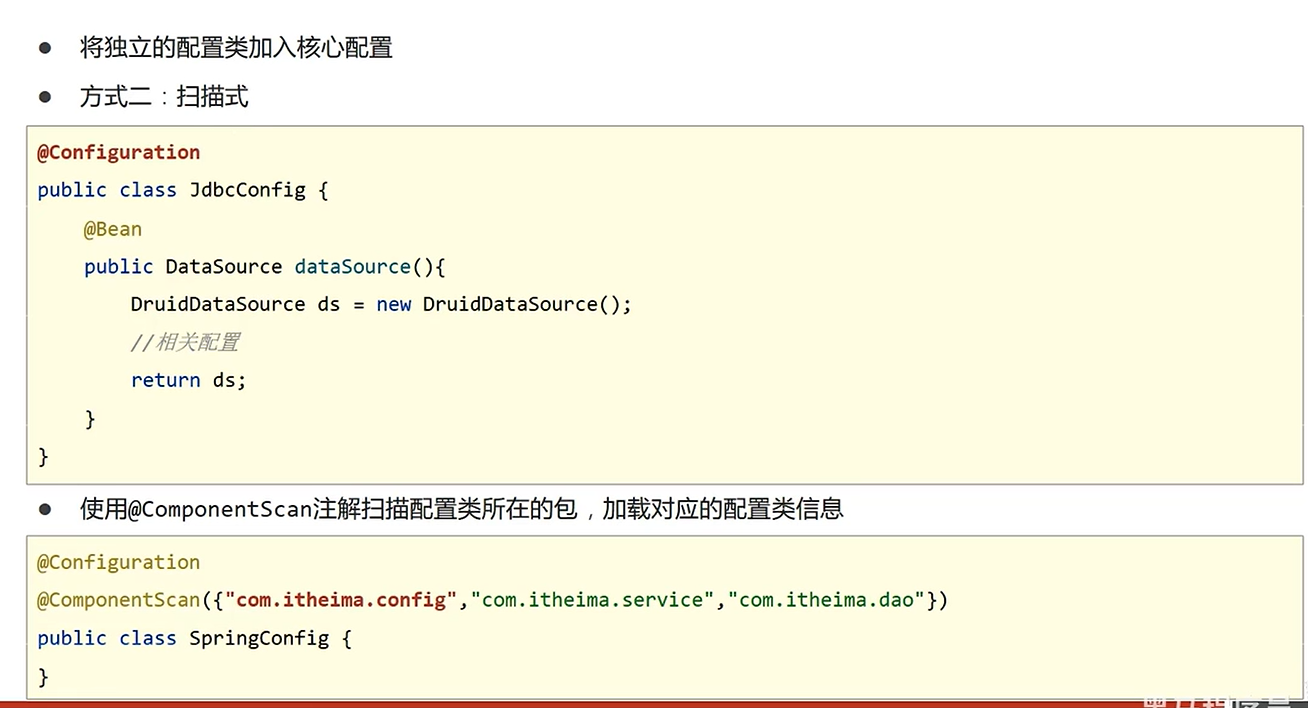 ● 将独立的配置类加入核心配置
● 方式二：扫描式
@Configuration
public class JdbcConfig {
    @Bean
    public DataSource dataSource(){
        DruidDataSource ds = new DruidDataSource();
        //相关配置
        return ds;
    }
}
● 使用@ComponentScan注解扫描配置类所在的包，加载对应的配置类信息
@Configuration
@ComponentScan({"com.itheima.config","com.itheima.service","com.itheima.dao"})
public class SpringConfig {
}